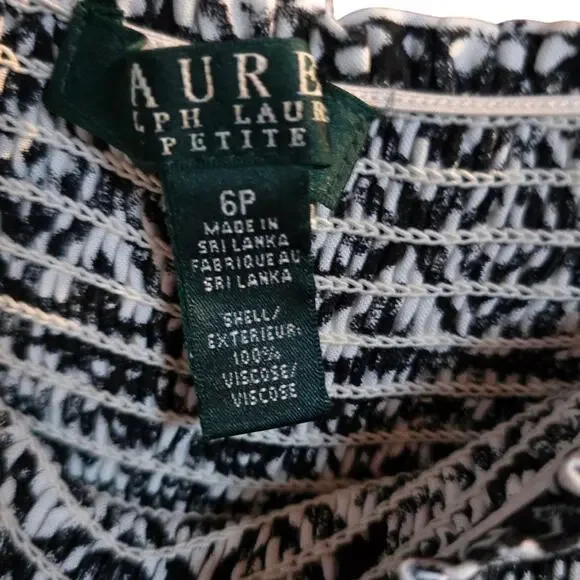 AURE
LPH LAUR
PETITE
6P
MADE IN
SRI LANKA
FABRIQUE AU
SRI LANKA
SHELL/
EXTERIEUR:
100%
VISCOSE/
VISCOSE